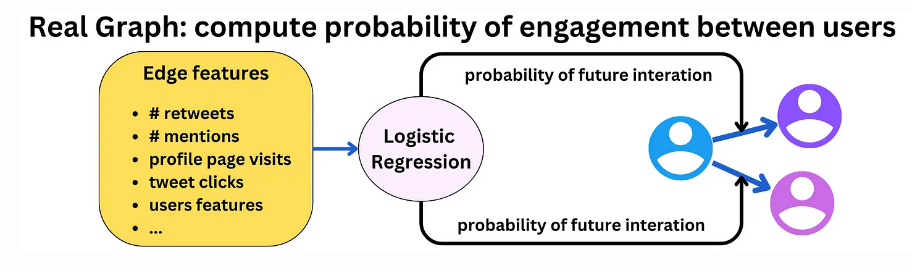 Real Graph: compute probability of engagement between users
Edge features
• # retweets
• # mentions
• profile page visits
• tweet clicks
• users features
• ...
Logistic
Regression
probability of future interation
probability of future interation